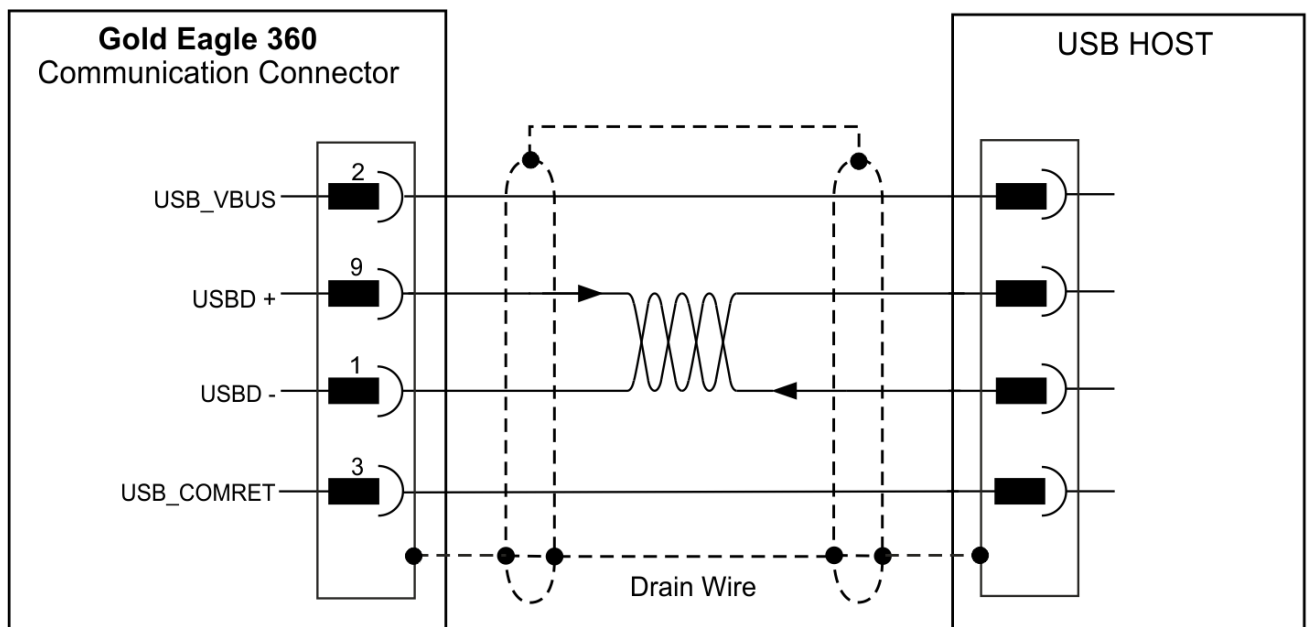 Gold Eagle 360
Communication Connector
USB HOST
2
USB_VBUS
9
USBD +
1
USBD -
3
USB_COMRET
Drain Wire